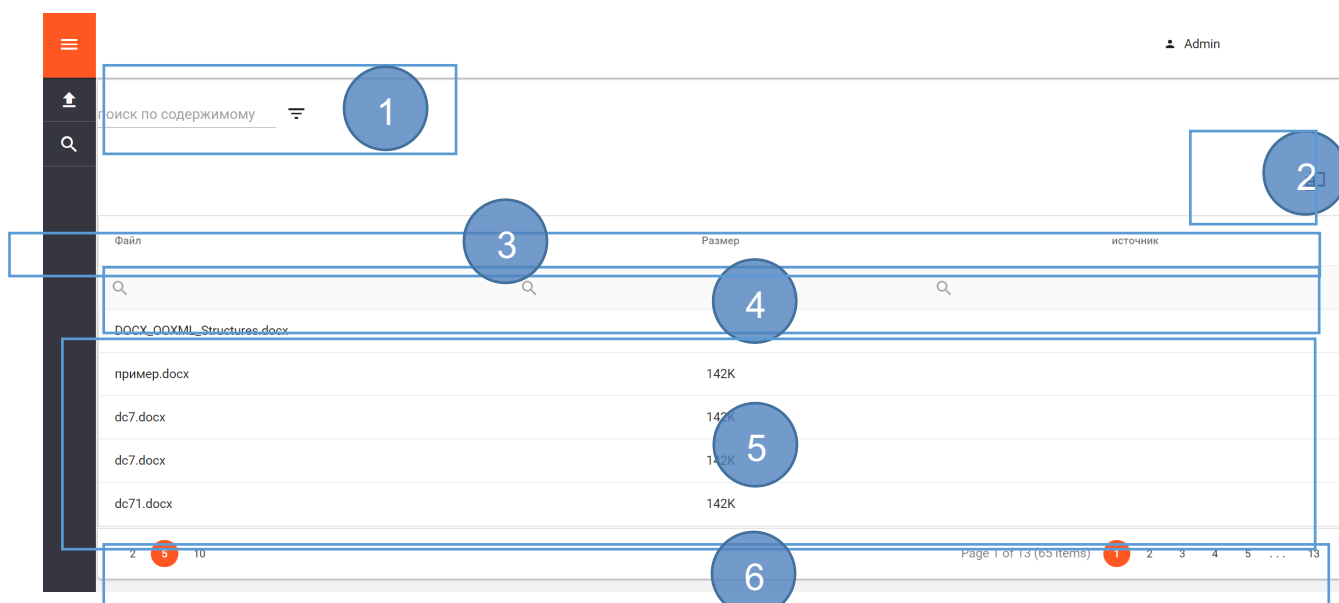 Admin
поиск по содержимому
1
2
3
Файл Размер источник
4
DOCX_OOXML_Structures.docx
пример.docx 142K
dc7.docx 142K
5
dc7.docx 142K
dc71.docx 142K
2 5 10 Page 1 of 13 (65 items) 1 2 3 4 5 ... 13
6